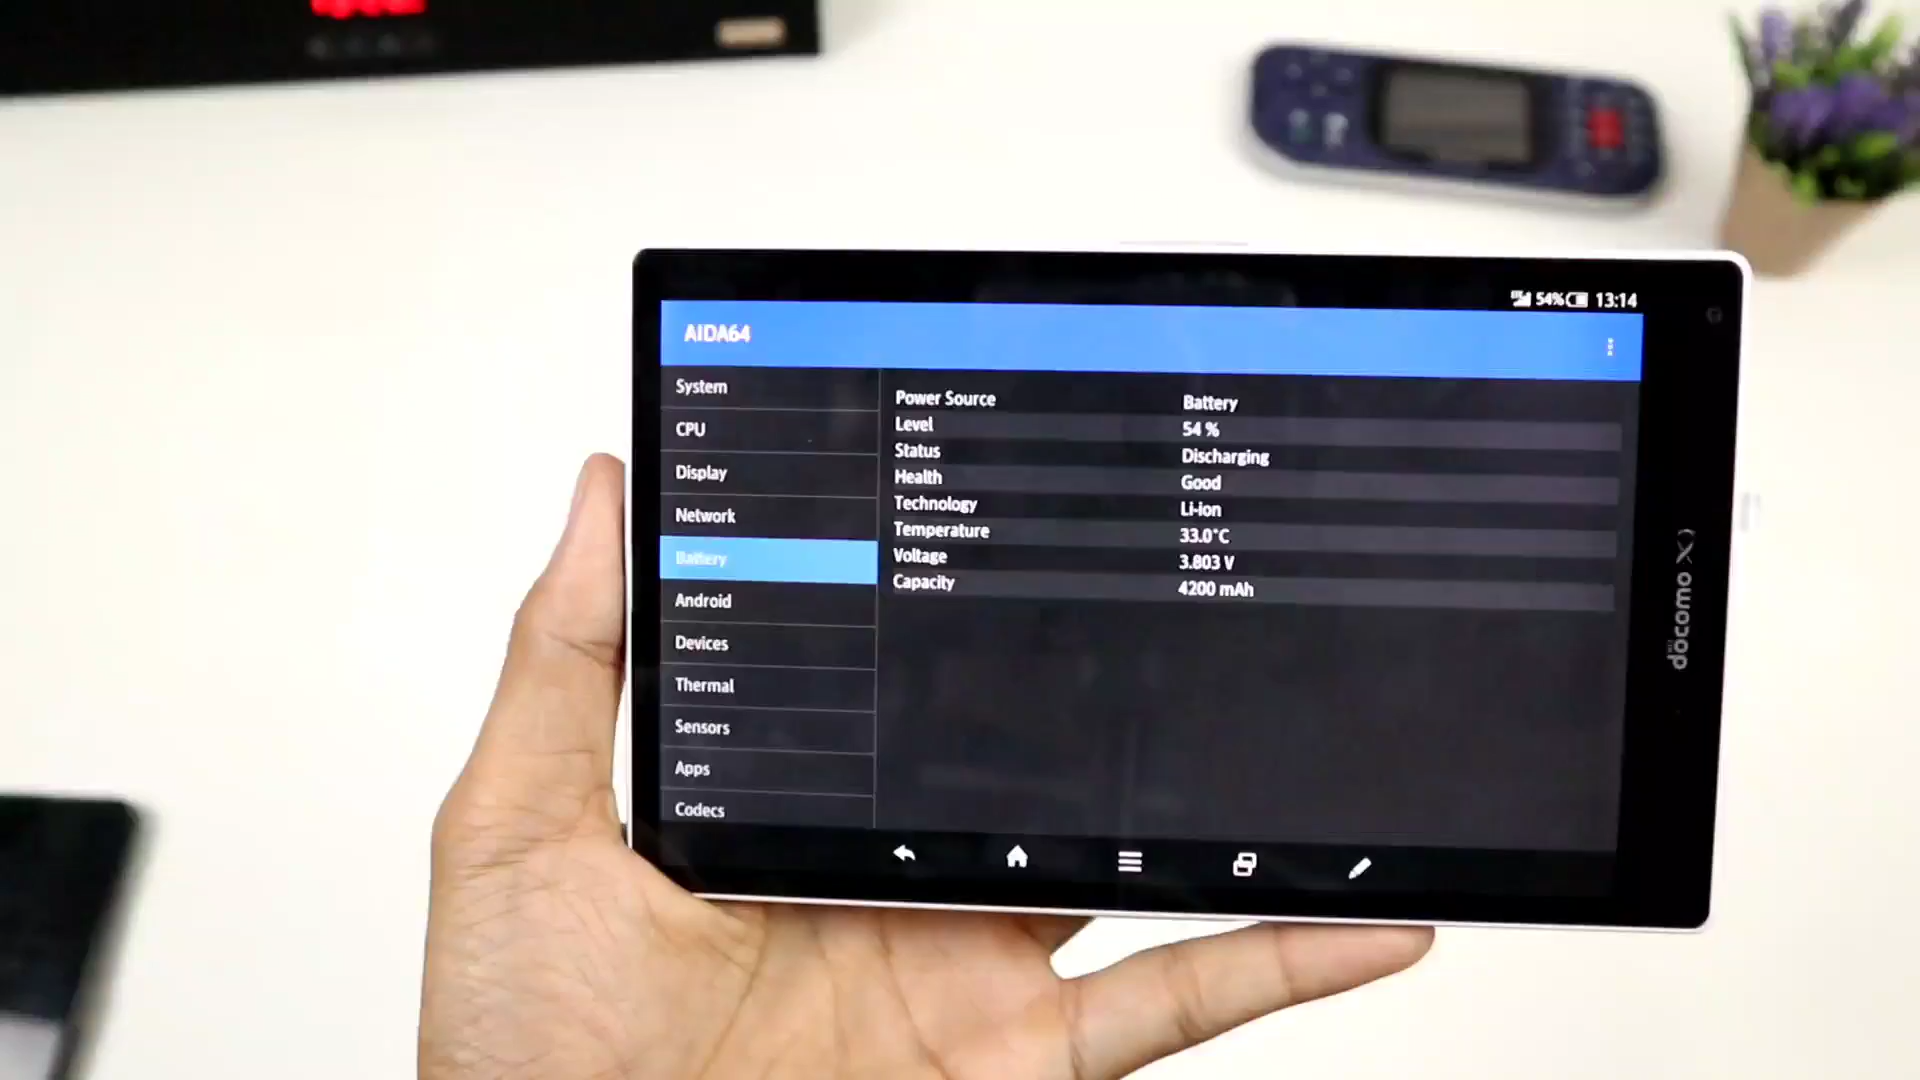 54% 13:14
AIDA64
System
CPU
Display
Network
Battery
Android
Devices
Thermal
Sensors
Apps
Codecs
Power Source Battery
Level 54 %
Status Discharging
Health Good
Technology Li-ion
Temperature 33.0°C
Voltage 3.803 V
Capacity 4200 mAh
docomo